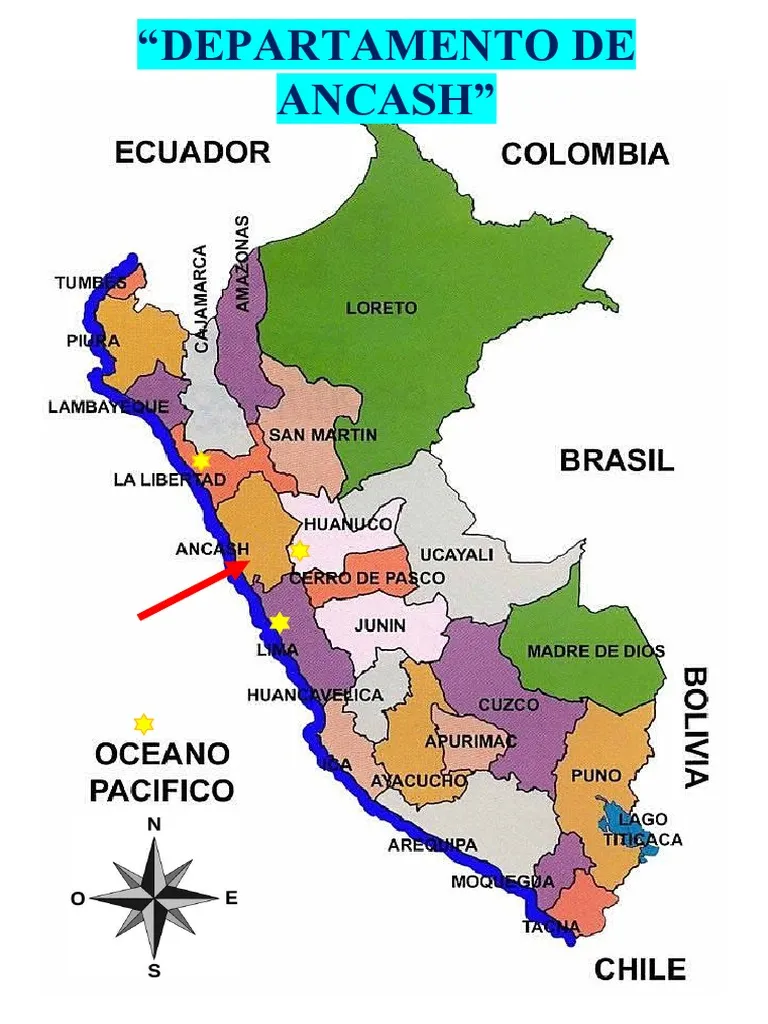 “DEPARTAMENTO DE
ANCASH”
ECUADOR
COLOMBIA
TUMBES
CAJAMARCA
AMAZONAS
LORETO
PIURA
LAMBAYEQUE
SAN MARTIN
BRASIL
LA LIBERTAD
HUANUCO
ANCASH
UCAYALI
CERRO DE PASCO
JUNIN
LIMA
MADRE DE DIOS
HUANCAVELICA
CUZCO
BOLIVIA
OCEANO
PACIFICO
ICA
APURIMAC
AYACUCHO
PUNO
LAGO
TITICACA
AREQUIPA
MOQUEGUA
TACNA
N
O
E
S
CHILE